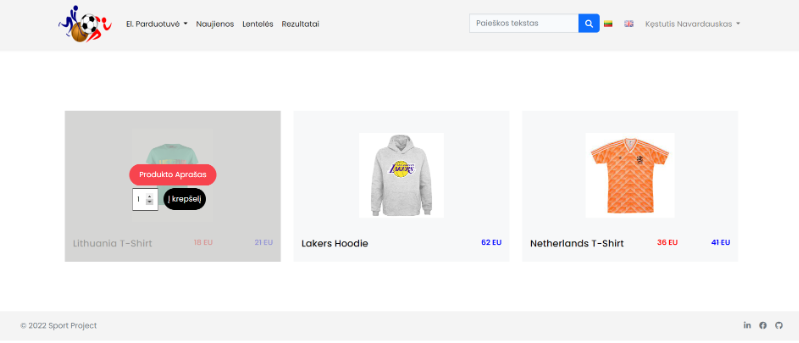 El. Parduotuvė
Naujienos
Lentelės
Rezultatai
Paieškos tekstas
Kęstutis Navardauskas
Produkto Aprašas
1
Į krepšelį
Lithuania T-Shirt
18 EU
21 EU
LAKERS
Lakers Hoodie
62 EU
Netherlands T-Shirt
36 EU
41 EU
© 2022 Sport Project